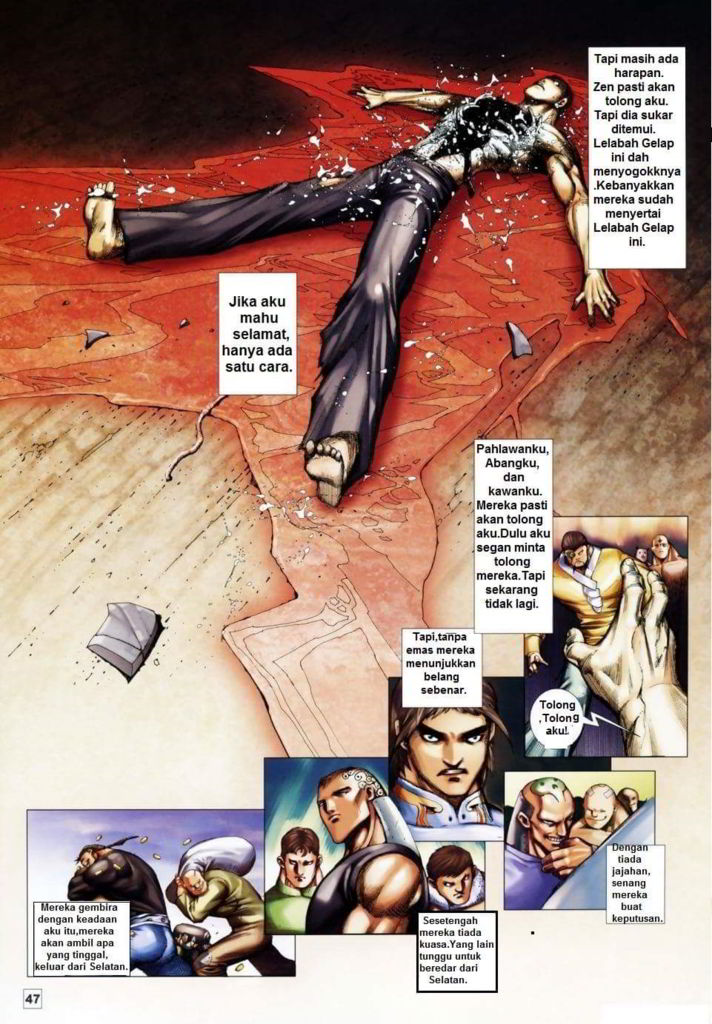 Tapi masih ada
harapan.
Zen pasti akan
tolong aku.
Tapi dia sukar
ditemui.
Lelabah Gelap
ini dah
menyogokknya
.Kebanyakkan
mereka sudah
menyertai
Lelabah Gelap
ini.
Jika aku
mahu
selamat,
hanya ada
satu cara.
Pahlawanku,
Abangku,
dan
kawanku.
Mereka pasti
akan tolong
aku.Dulu aku
segan minta
tolong
mereka.Tapi
sekarang
tidak lagi.
Tolong
,Tolong
aku!
Tapi,tanpa
emas mereka
menunjukkan
belang
sebenar.
Dengan
tiada
jajahan,
senang
mereka
buat
keputusan.
Sesetengah
mereka tiada
kuasa.Yang lain
tunggu untuk
beredar dari
Selatan.
Mereka gembira
dengan keadaan
aku itu,mereka
akan ambil apa
yang tinggal,
keluar dari Selatan.
47